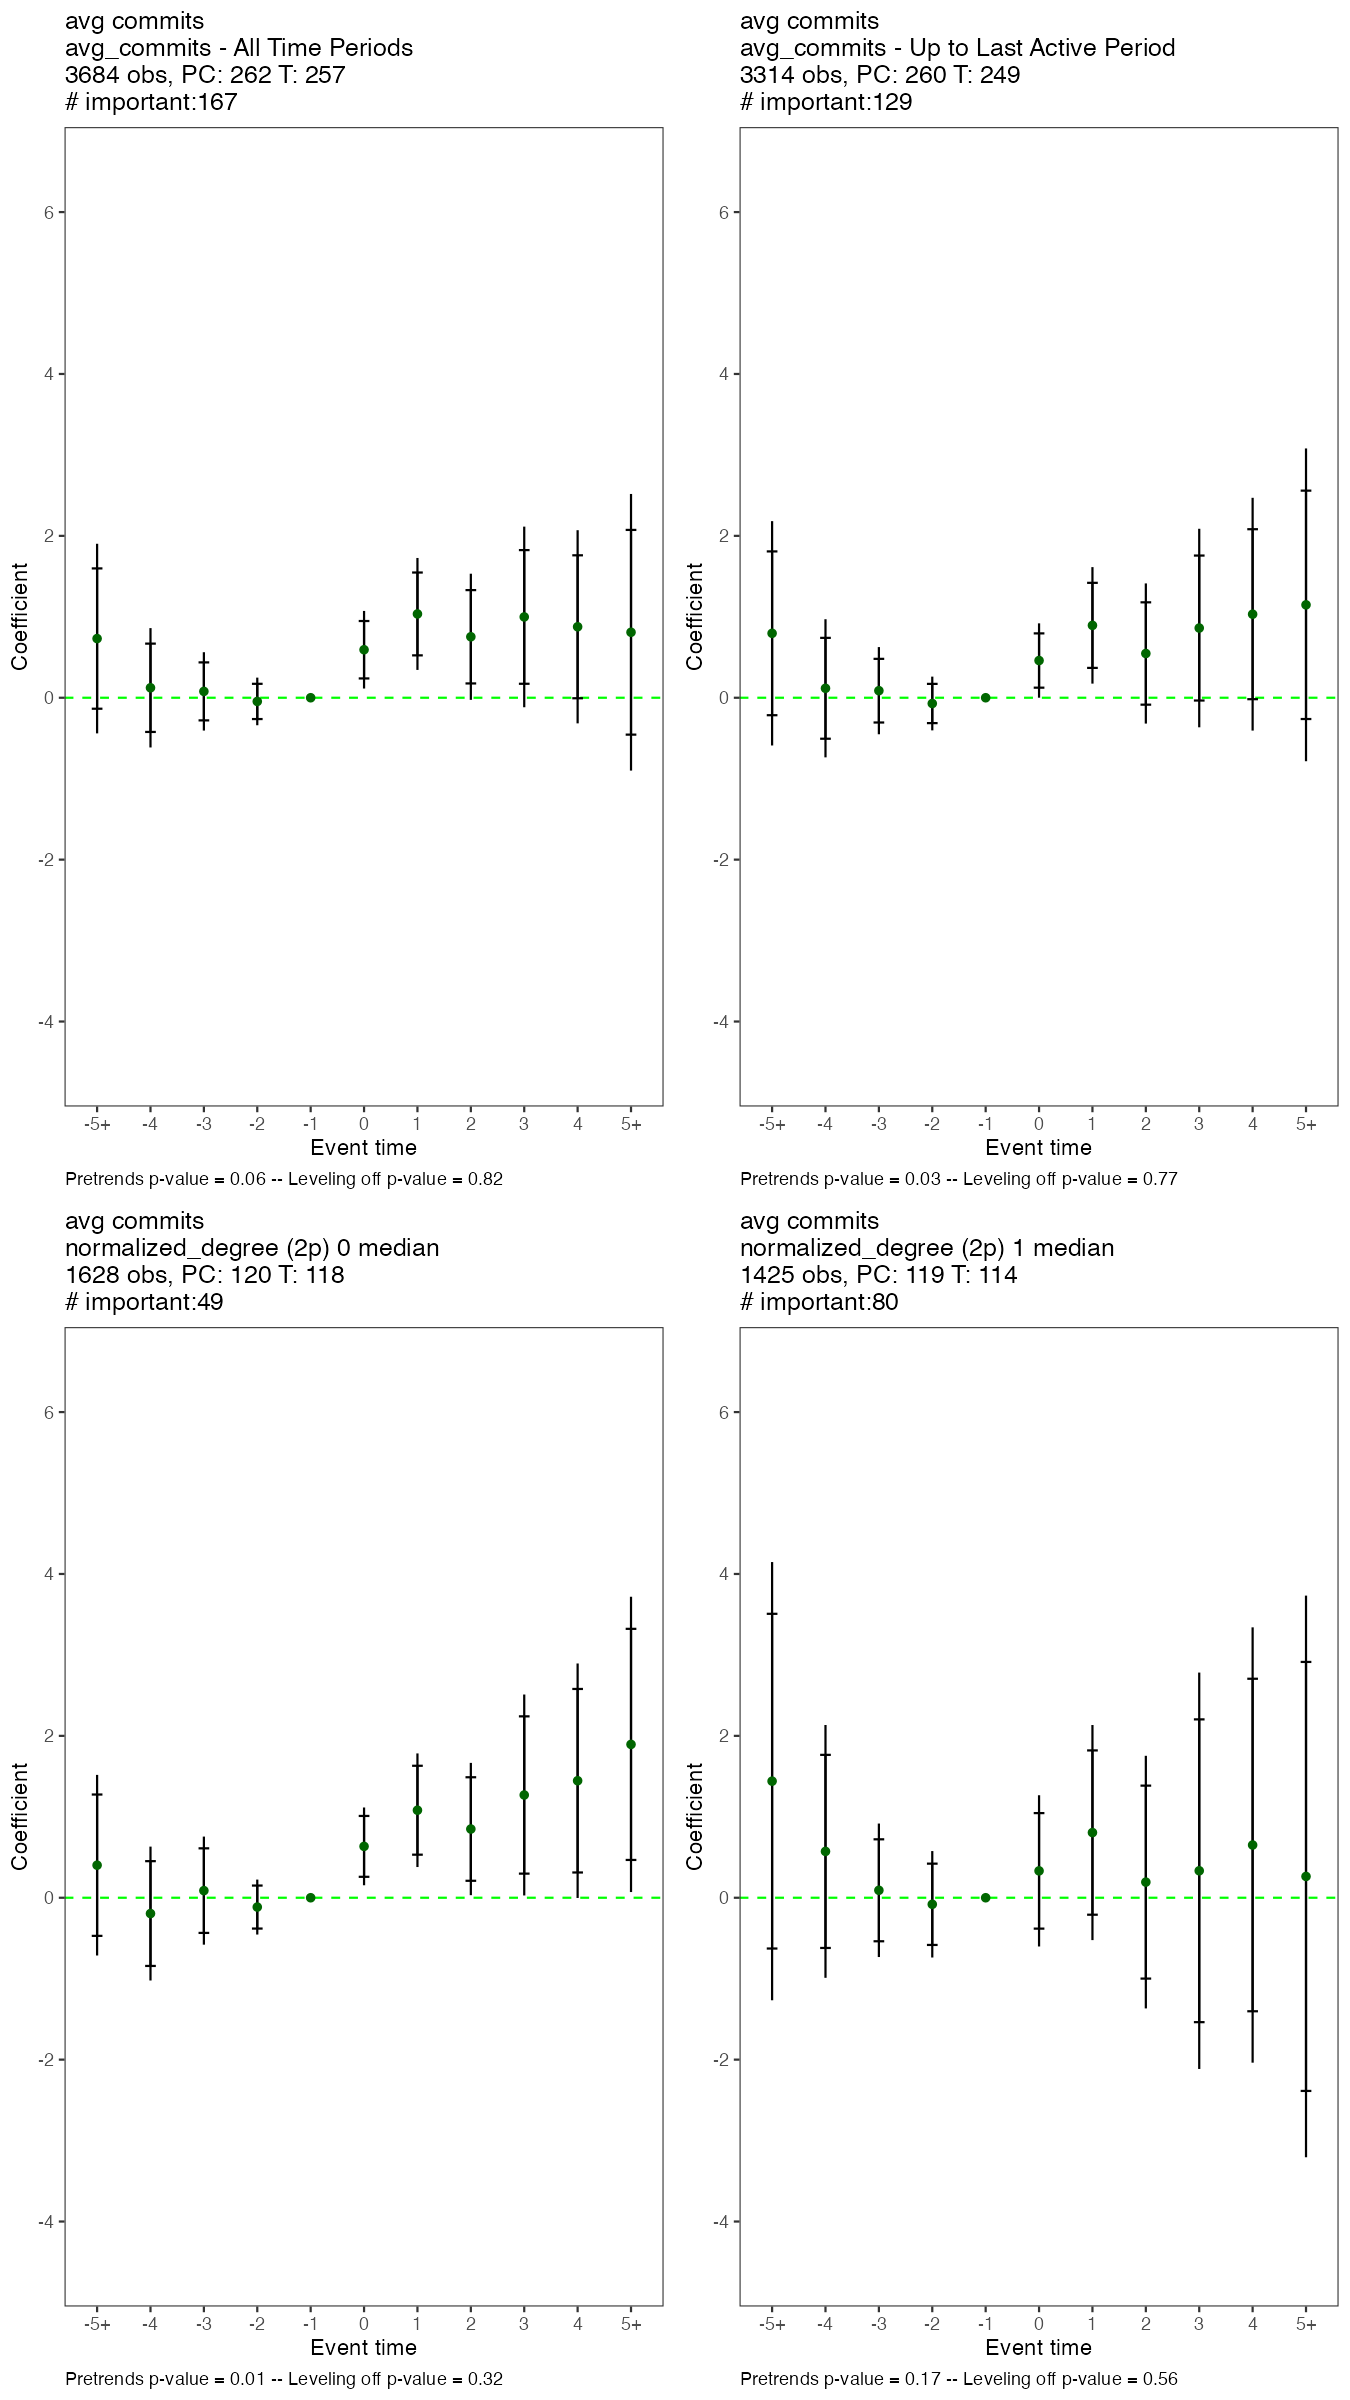 avg commits
avg_commits - All Time Periods
3684 obs, PC: 262 T: 257
# important:167
6
4
2
0
-2
-4
Coefficient
-5+ -4 -3 -2 -1 0 1 2 3 4 5+
Event time
Pretrends p-value = 0.06 -- Leveling off p-value = 0.82
avg commits
avg_commits - Up to Last Active Period
3314 obs, PC: 260 T: 249
# important:129
6
4
2
0
-2
-4
Coefficient
-5+ -4 -3 -2 -1 0 1 2 3 4 5+
Event time
Pretrends p-value = 0.03 -- Leveling off p-value = 0.77
avg commits
normalized_degree (2p) 0 median
1628 obs, PC: 120 T: 118
# important:49
6
4
2
0
-2
-4
Coefficient
-5+ -4 -3 -2 -1 0 1 2 3 4 5+
Event time
Pretrends p-value = 0.01 -- Leveling off p-value = 0.32
avg commits
normalized_degree (2p) 1 median
1425 obs, PC: 119 T: 114
# important:80
6
4
2
0
-2
-4
Coefficient
-5+ -4 -3 -2 -1 0 1 2 3 4 5+
Event time
Pretrends p-value = 0.17 -- Leveling off p-value = 0.56